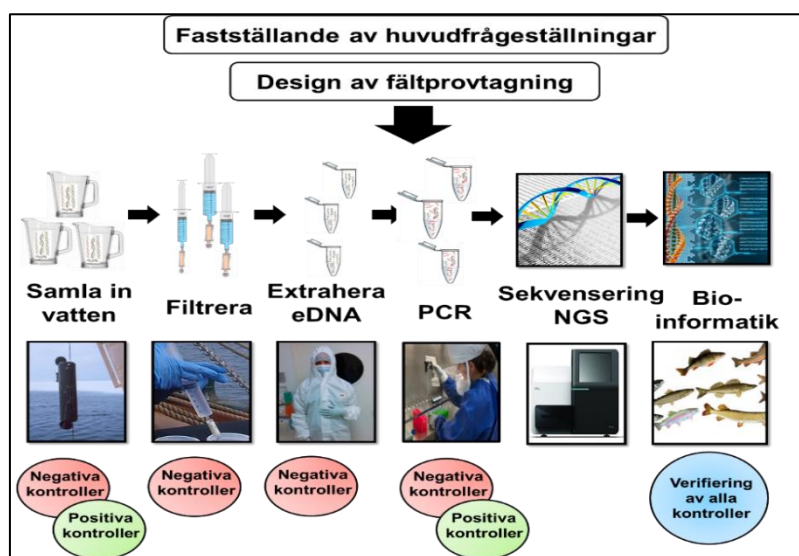 Fastställande av huvudfrågeställningar
Design av fältprovtagning
Samla in
vatten
Filtrera
Extrahera
eDNA
PCR
Sekvensering
NGS
Bio-
informatik
Negativa
kontroller
Positiva
kontroller
Negativa
kontroller
Negativa
kontroller
Negativa
kontroller
Positiva
kontroller
Verifiering
av alla
kontroller